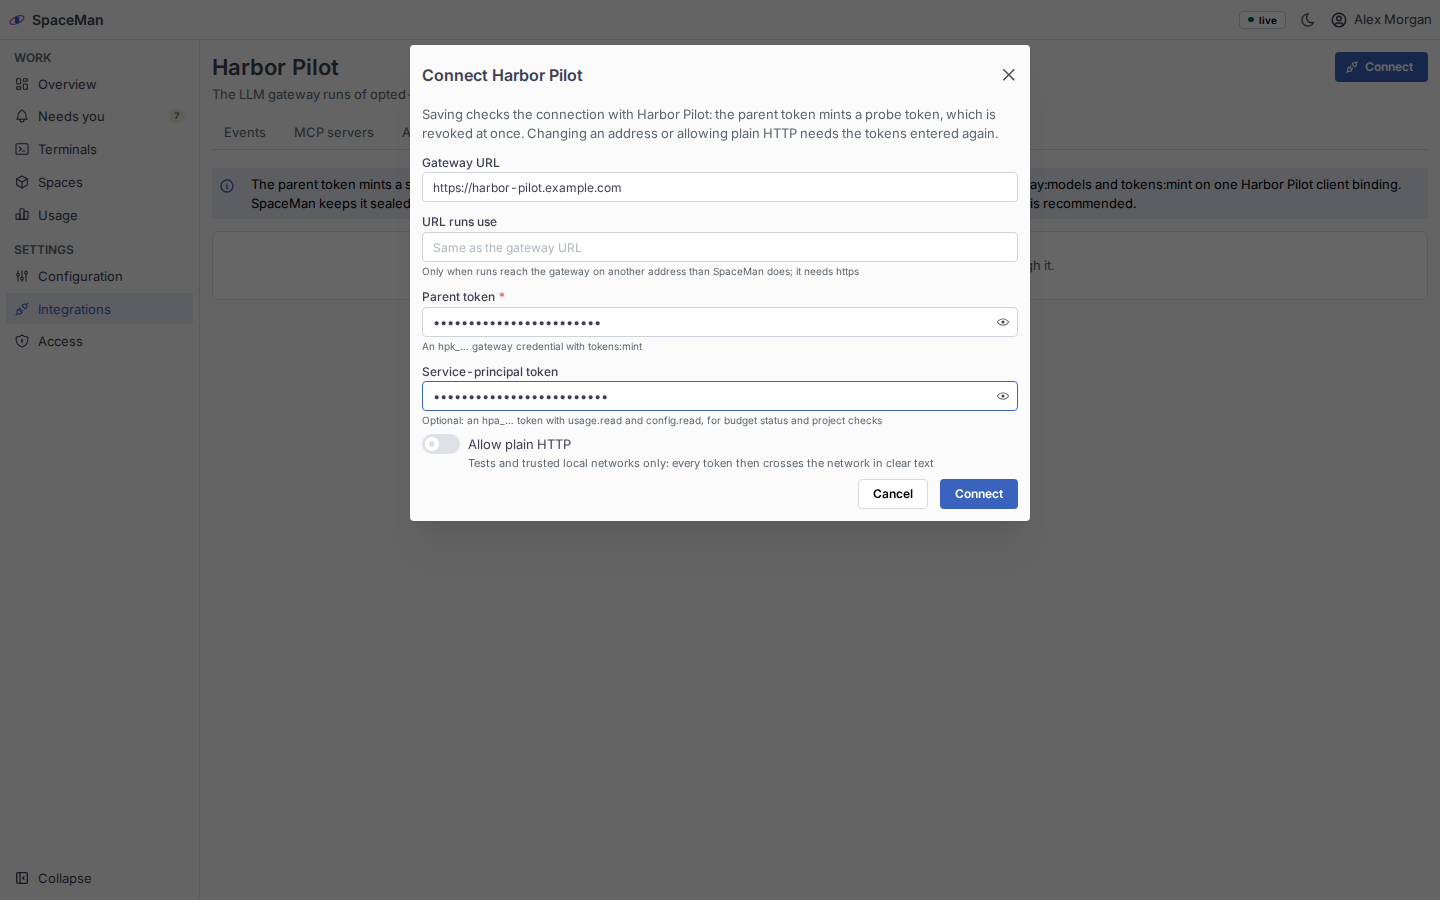 SpaceMan
live
Alex Morgan
WORK
Overview
Needs you
7
Terminals
Spaces
Usage
SETTINGS
Configuration
Integrations
Access
Collapse
Harbor Pilot
Connect
The LLM gateway runs of opted-
Events
MCP servers
A
The parent token mints a s
ay:models and tokens:mint on one Harbor Pilot client binding.
SpaceMan keeps it sealed
is recommended.
gh it.
Connect Harbor Pilot
Saving checks the connection with Harbor Pilot: the parent token mints a probe token, which is
revoked at once. Changing an address or allowing plain HTTP needs the tokens entered again.
Gateway URL
https://harbor-pilot.example.com
URL runs use
Same as the gateway URL
Only when runs reach the gateway on another address than SpaceMan does; it needs https
Parent token *
••••••••••••••••••••••••
An hpk_... gateway credential with tokens:mint
Service-principal token
•••••••••••••••••••••••••
Optional: an hpa_... token with usage.read and config.read, for budget status and project checks
Allow plain HTTP
Tests and trusted local networks only: every token then crosses the network in clear text
Cancel
Connect